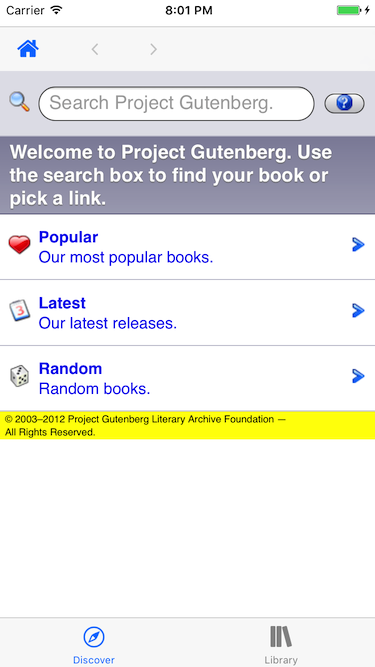 Carrier 8:01 PM
Search Project Gutenberg.
?
Welcome to Project Gutenberg. Use
the search box to find your book or
pick a link.
Popular
Our most popular books.
3
Latest
Our latest releases.
Random
Random books.
© 2003–2012 Project Gutenberg Literary Archive Foundation —
All Rights Reserved.
Discover Library